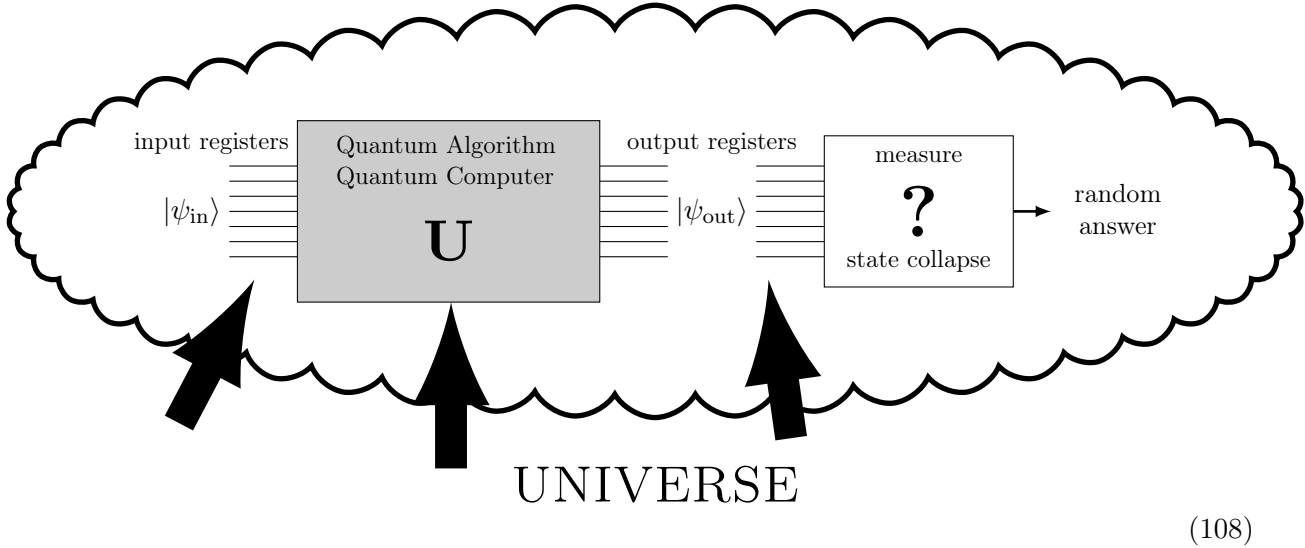 input registers
|ψin⟩
Quantum Algorithm
Quantum Computer
U
output registers
|ψout⟩
measure
?
state collapse
random
answer
UNIVERSE
(108)